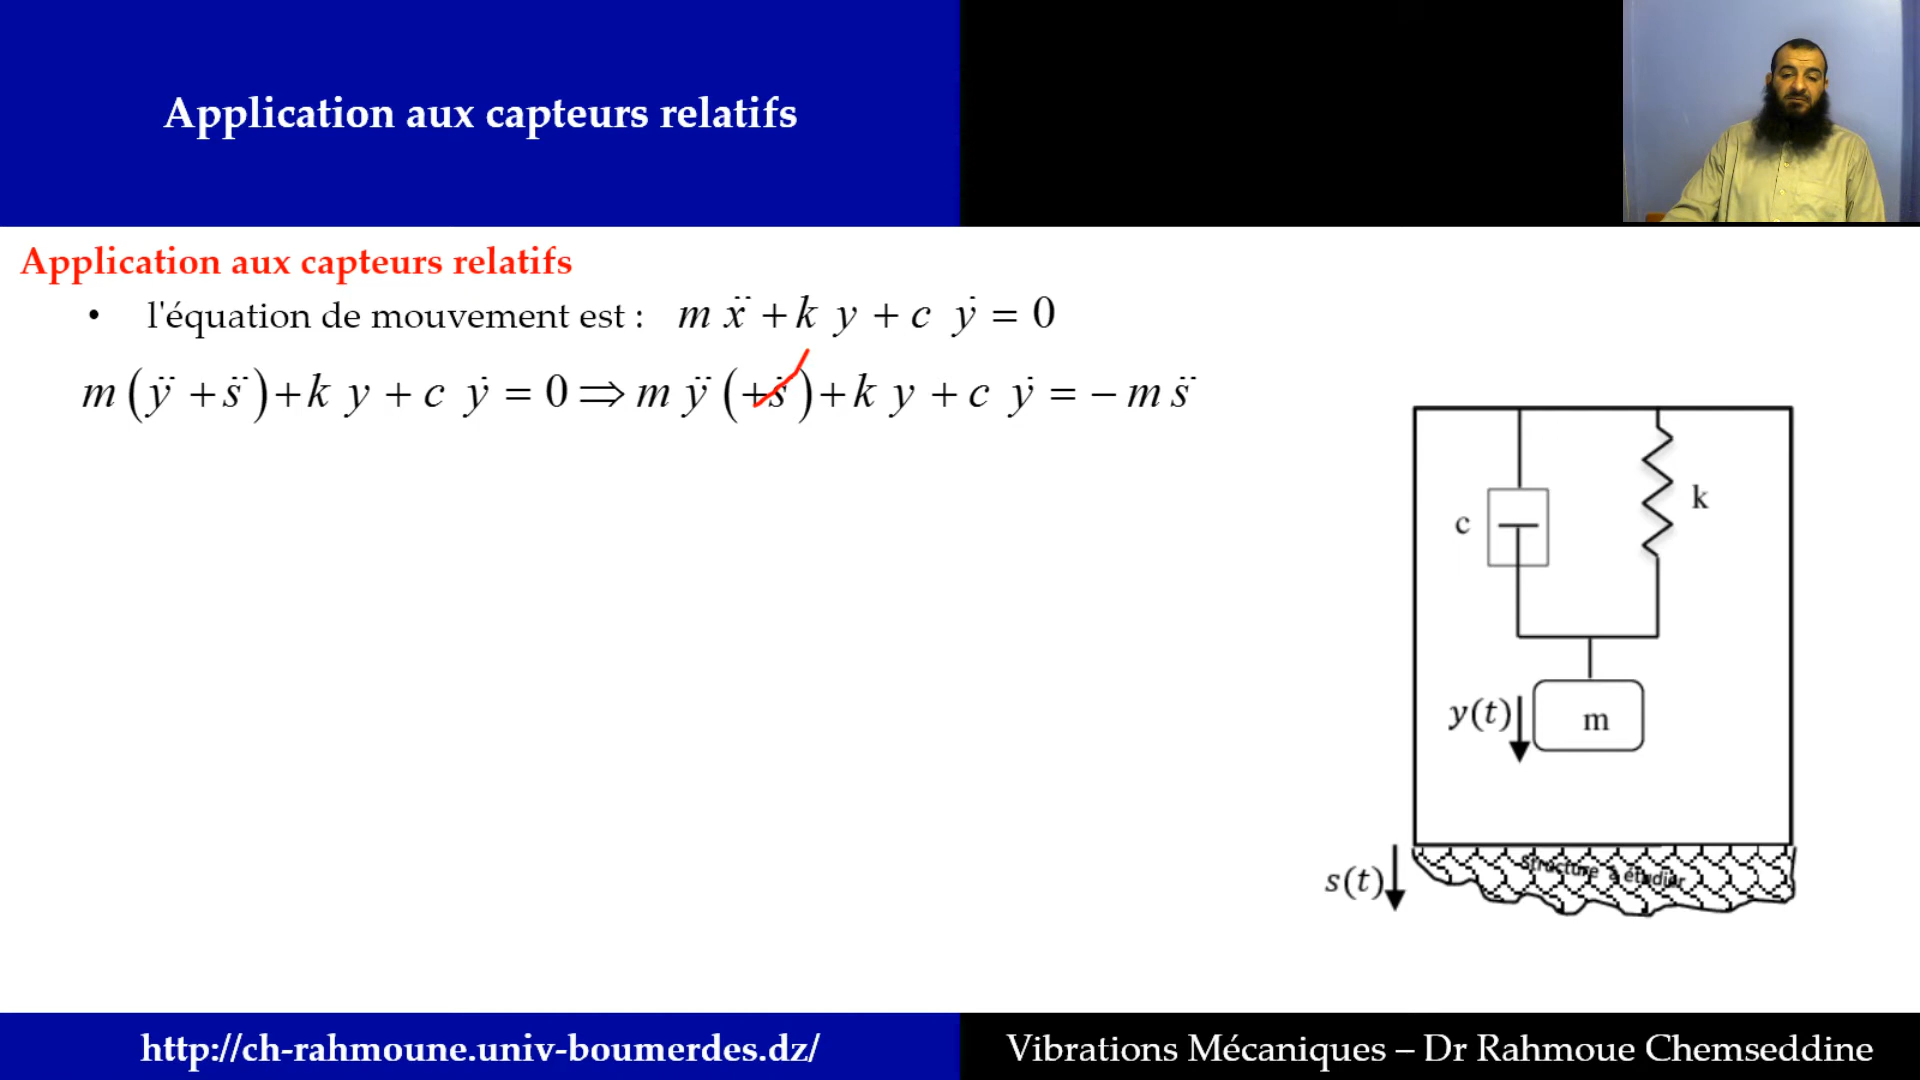 Application aux capteurs relatifs
Application aux capteurs relatifs
• l'équation de mouvement est : m ẍ + k y + c ẏ = 0
m (ÿ + s̈) + k y + c ẏ = 0 ⇒ m ÿ (+s̈) + k y + c ẏ = − m s̈
c
k
y(t)
m
s(t)
Structure à étudier
http://ch-rahmoune.univ-boumerdes.dz/
Vibrations Mécaniques – Dr Rahmoue Chemseddine